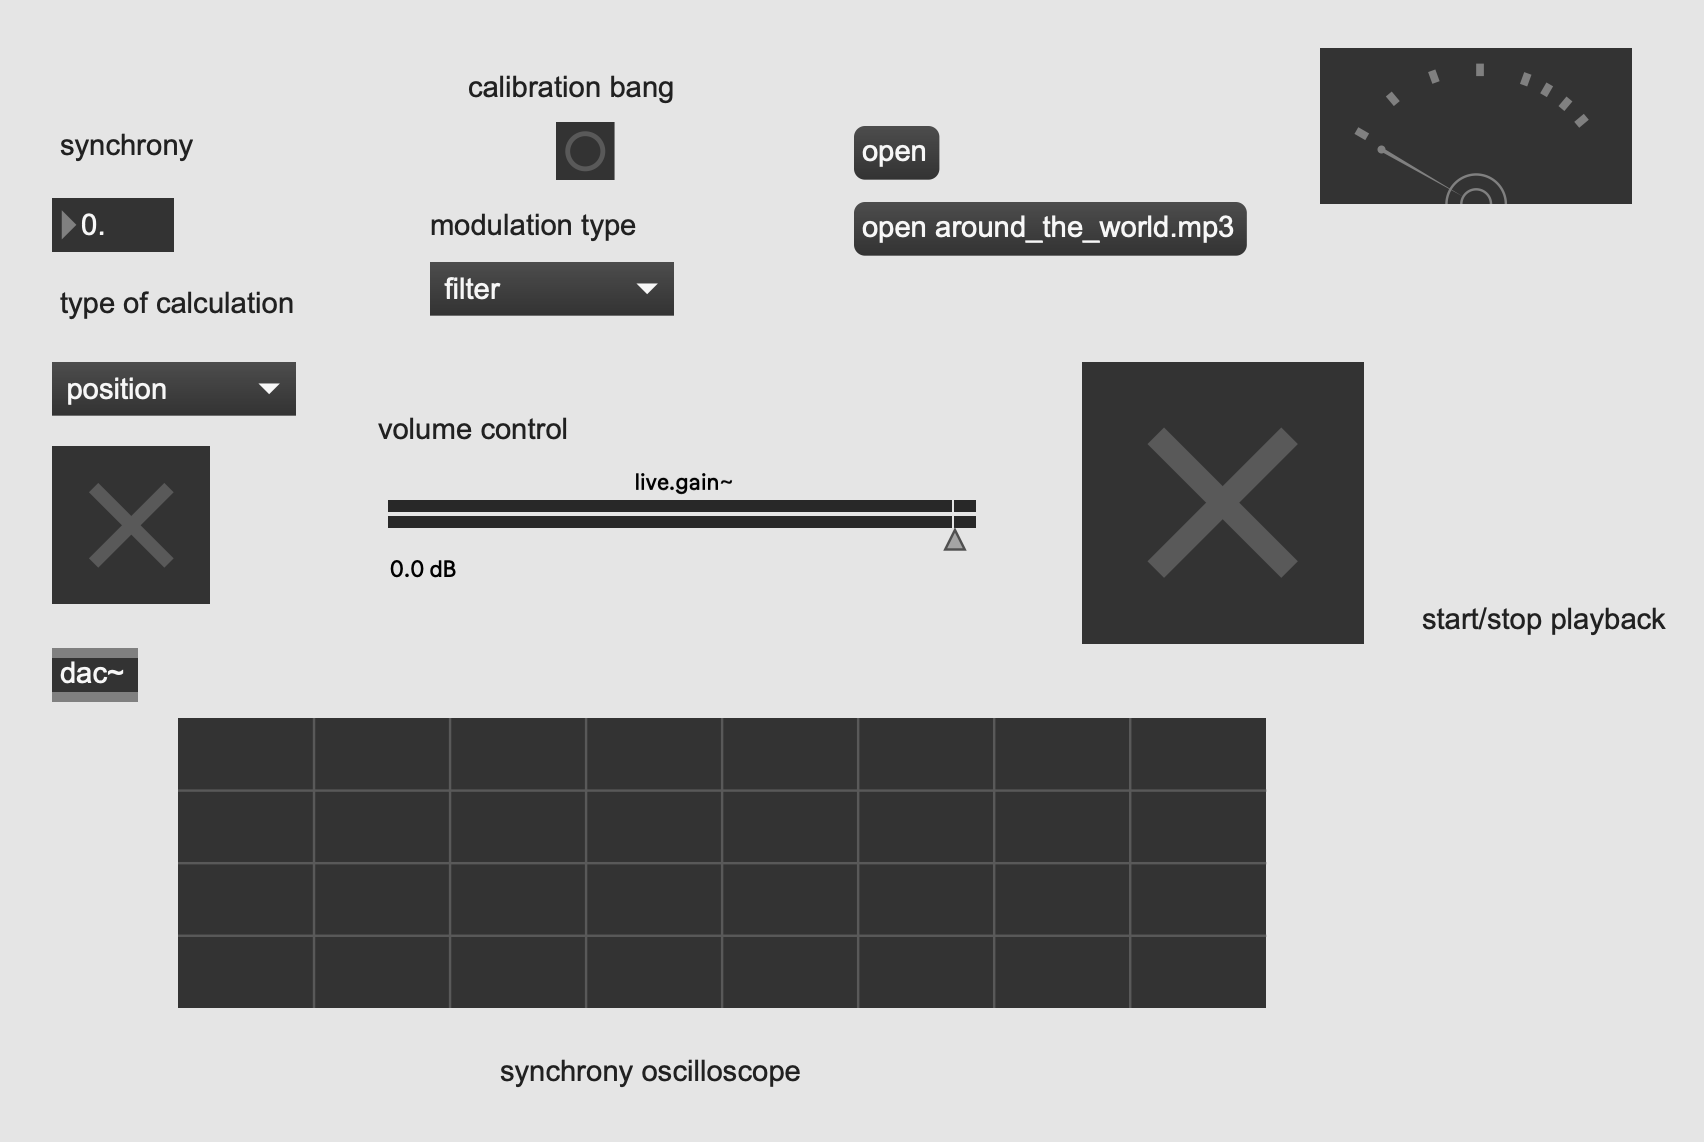 calibration bang
synchrony
open
0.
modulation type
open around_the_world.mp3
filter
type of calculation
position
volume control
live.gain~
0.0 dB
start/stop playback
dac~
synchrony oscilloscope